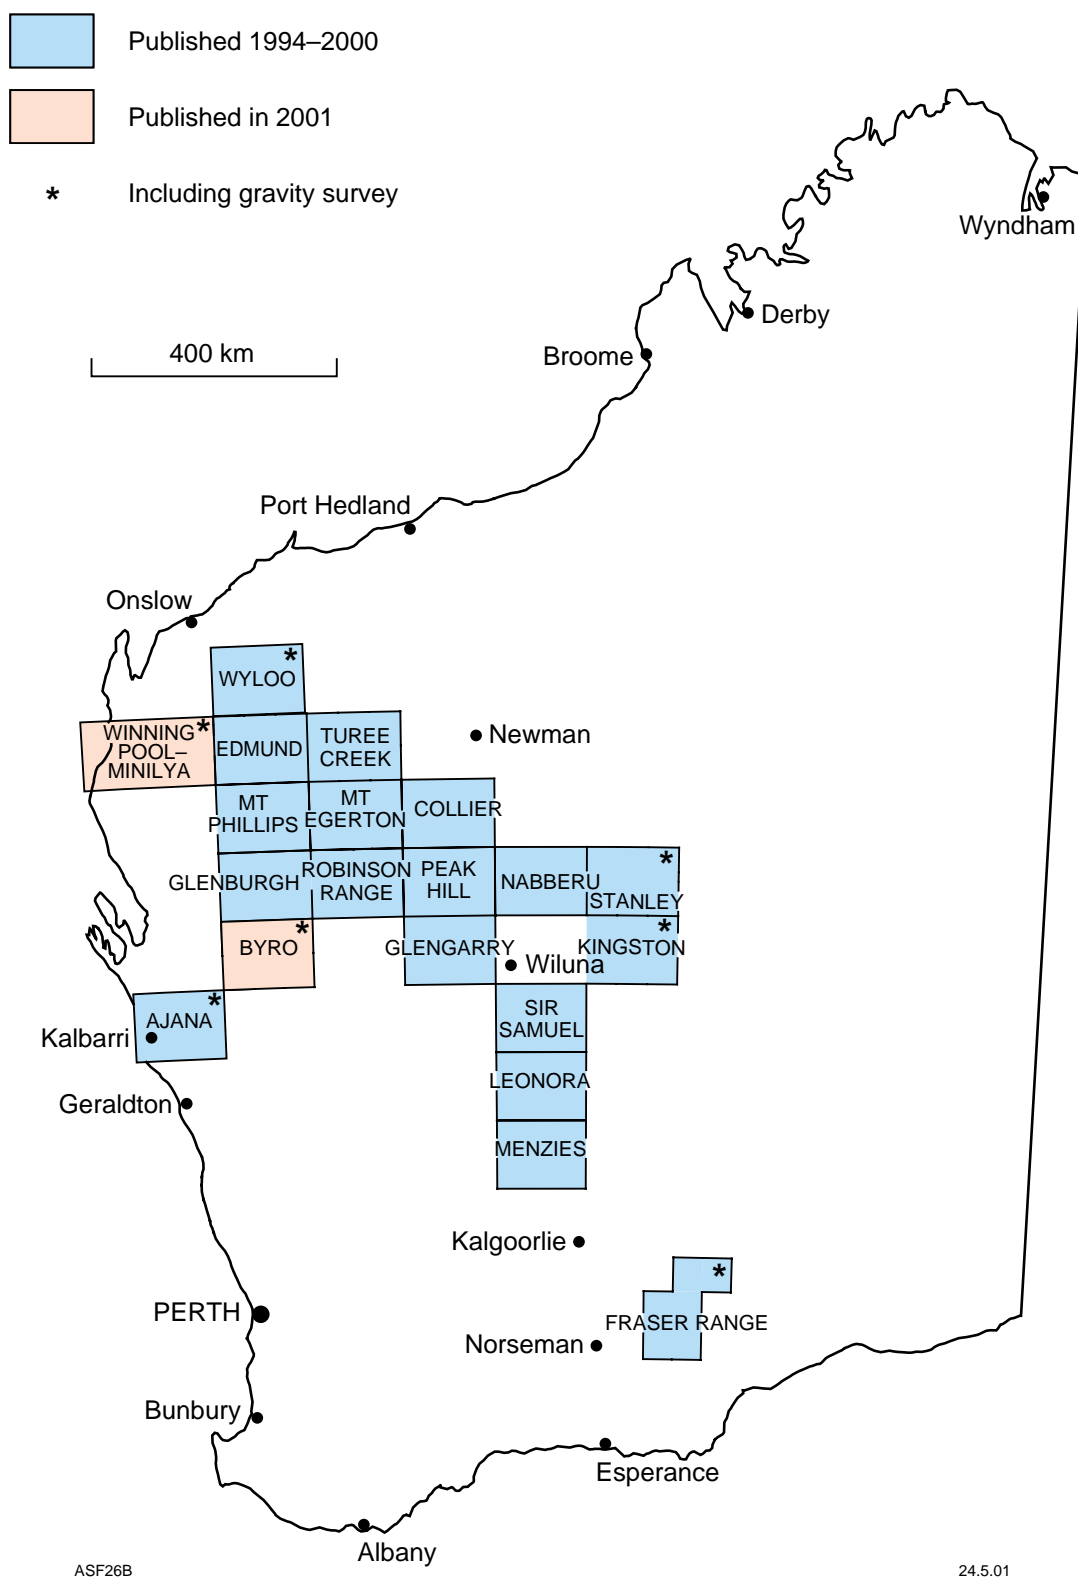 Published 1994–2000
Published in 2001
* Including gravity survey
Wyndham
Derby
Broome
400 km
Port Hedland
Onslow
*
WYLOO
*
WINNING
POOL–
MINILYA
EDMUND
TUREE
CREEK
Newman
MT
PHILLIPS
MT
EGERTON
COLLIER
GLENBURGH
ROBINSON
RANGE
PEAK
HILL
NABBERU
*
STANLEY
*
BYRO
GLENGARRY
Wiluna
*
KINGSTON
*
AJANA
Kalbarri
SIR
SAMUEL
LEONORA
Geraldton
MENZIES
Kalgoorlie
*
PERTH
FRASER RANGE
Norseman
Bunbury
Esperance
Albany
ASF26B
24.5.01